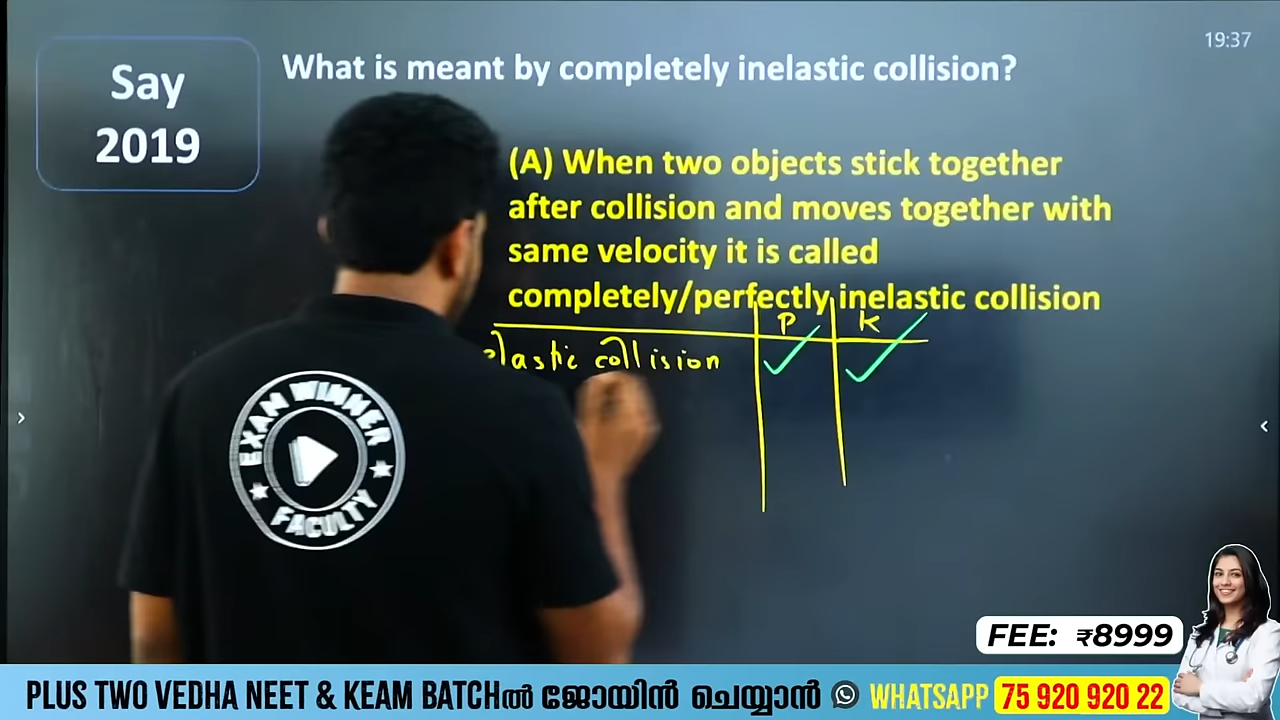 19:37
Say
2019
What is meant by completely inelastic collision?
(A) When two objects stick together
after collision and moves together with
same velocity it is called
completely/perfectly inelastic collision
P K
elastic collision
EXAM WINNER
FACULTY
FEE: ₹8999
PLUS TWO VEDHA NEET & KEAM BATCHൽ ജോയിൻ ചെയ്യാൻ WHATSAPP 75 920 920 22